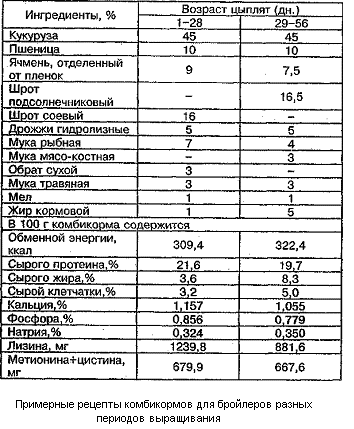 Ингредиенты, %
Возраст цыплят (дн.)
1–28 29–56
Кукуруза 45 45
Пшеница 10 10
Ячмень, отделенный
от пленок 9 7,5
Шрот
подсолнечниковый – 16,5
Шрот соевый 16 –
Дрожжи гидролизные 5 5
Мука рыбная 7 4
Мука мясо-костная – 3
Обрат сухой 3 –
Мука травяная 3 3
Мел 1 1
Жир кормовой 1 5
В 100 г комбикорма содержится
Обменной энергии,
ккал 309,4 322,4
Сырого протеина,% 21,6 19,7
Сырого жира,% 3,6 8,3
Сырой клетчатки,% 3,2 5,0
Кальция,% 1,157 1,055
Фосфора,% 0,856 0,779
Натрия,% 0,324 0,350
Лизина, мг 1239,8 881,6
Метионина+цистина,
мг 679,9 667,6
Примерные рецепты комбикормов для бройлеров разных
периодов выращивания